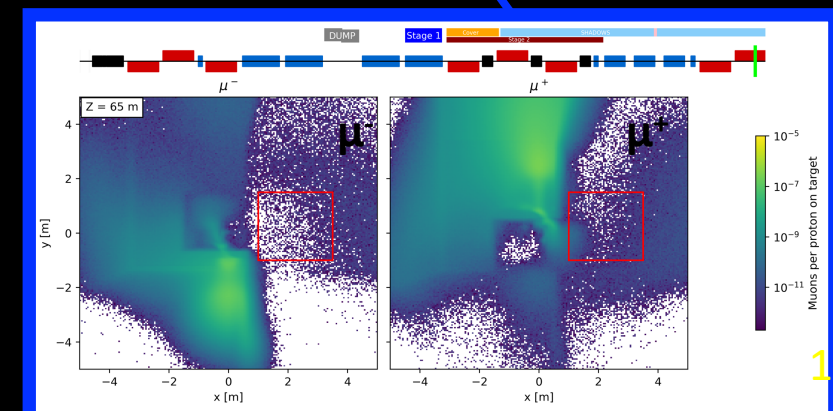 DUMP Stage 1 Cover SHADOWS
Stage 2
μ⁻ μ⁺
Z = 65 m
μ⁻ μ⁺
4
2
0
−2
−4
y [m]
−4 −2 0 2 4
x [m]
−4 −2 0 2 4
x [m]
10⁻⁵
10⁻⁷
10⁻⁹
10⁻¹¹
Muons per proton on target
1